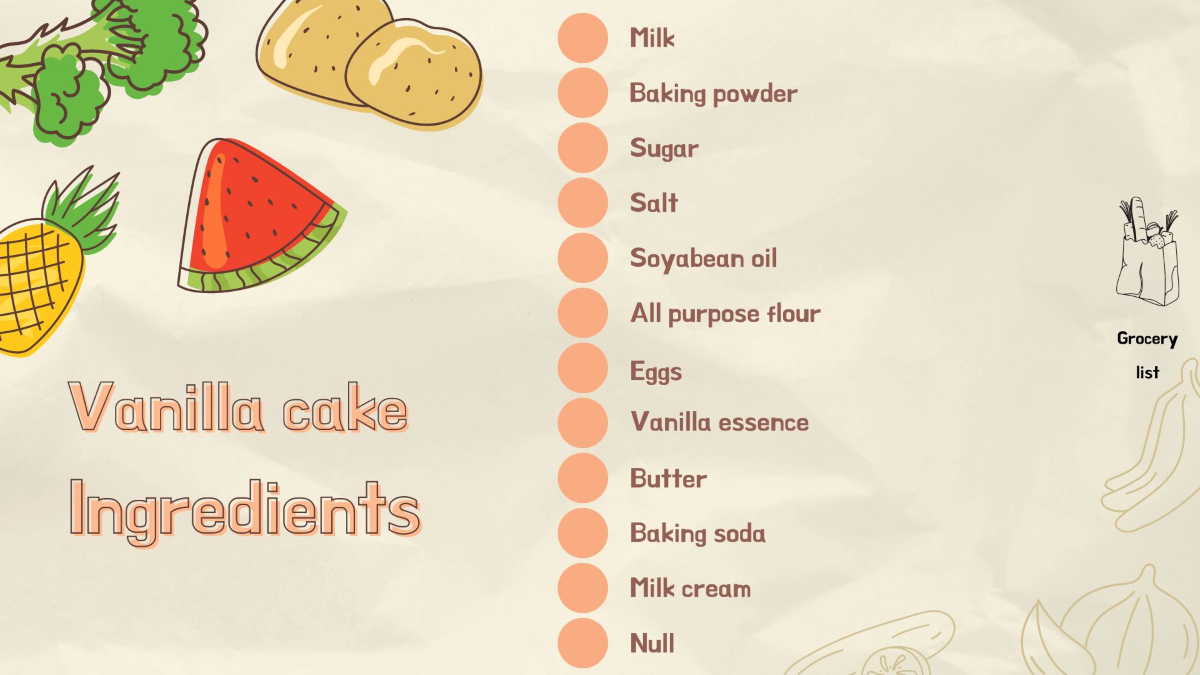 Vanilla cake
Ingredients
Milk
Baking powder
Sugar
Salt
Soyabean oil
All purpose flour
Eggs
Vanilla essence
Butter
Baking soda
Milk cream
Null
Grocery
list